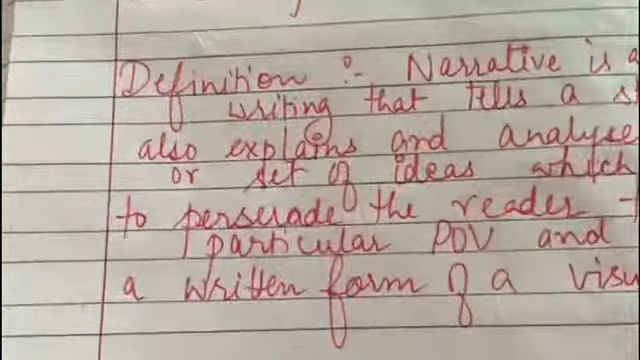 Definition :- Narrative is a
writing that tells a s
also explains and analyse
or set of ideas which
to persuade the reader
particular POV and
a written form of a visu